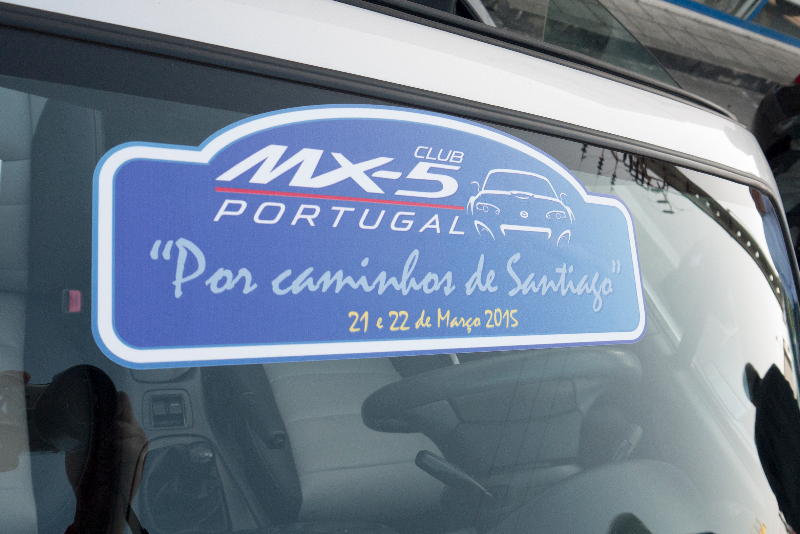 CLUB
MX-5
PORTUGAL
"Por caminhos de Santiago"
21 e 22 de Março 2015